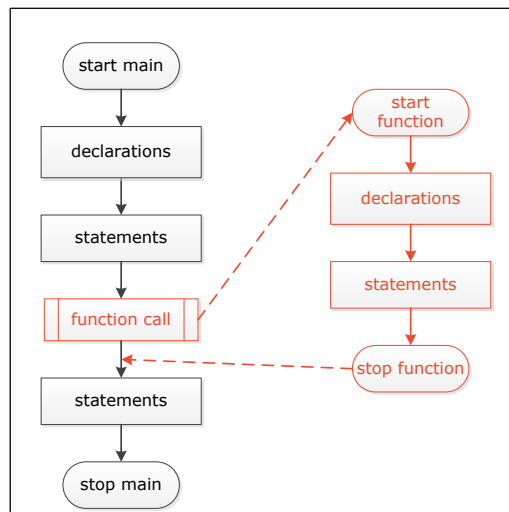 start main
declarations
statements
function call
statements
stop main
start
function
declarations
statements
stop function